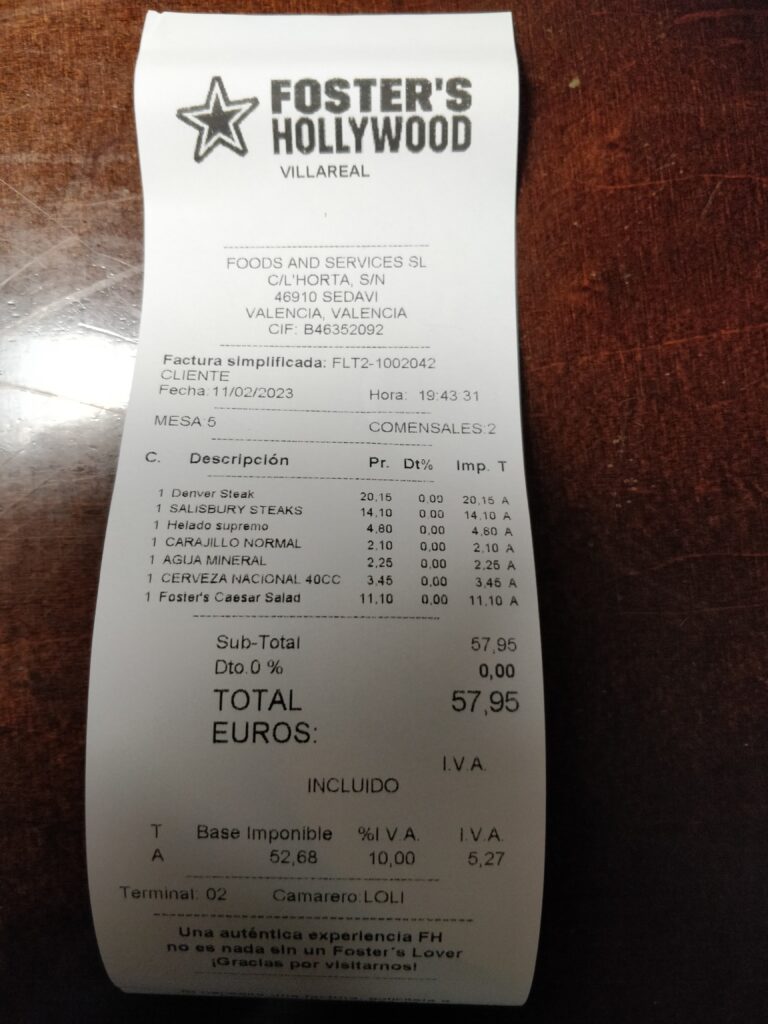 FOSTER'S
HOLLYWOOD
VILLAREAL
FOODS AND SERVICES SL
C/L'HORTA, S/N
46910 SEDAVI
VALENCIA, VALENCIA
CIF: B46352092
Factura simplificada: FLT2-1002042
CLIENTE
Fecha:11/02/2023 Hora: 19:43 31
MESA:5 COMENSALES:2
C. Descripción Pr. Dt% Imp. T
1 Denver Steak 20,15 0,00 20,15 A
1 SALISBURY STEAKS 14,10 0,00 14,10 A
1 Helado supremo 4,80 0,00 4,80 A
1 CARAJILLO NORMAL 2,10 0,00 2,10 A
1 AGUA MINERAL 2,25 0,00 2,25 A
1 CERVEZA NACIONAL 40CC 3,45 0,00 3,45 A
1 Foster's Caesar Salad 11,10 0,00 11,10 A
Sub-Total 57,95
Dto.0 % 0,00
TOTAL 57,95
EUROS:
I.V.A.
INCLUIDO
T Base Imponible %I V.A. I.V.A.
A 52,68 10,00 5,27
Terminal: 02 Camarero:LOLI
Una auténtica experiencia FH
no es nada sin un Foster´s Lover
¡Gracias por visitarnos!